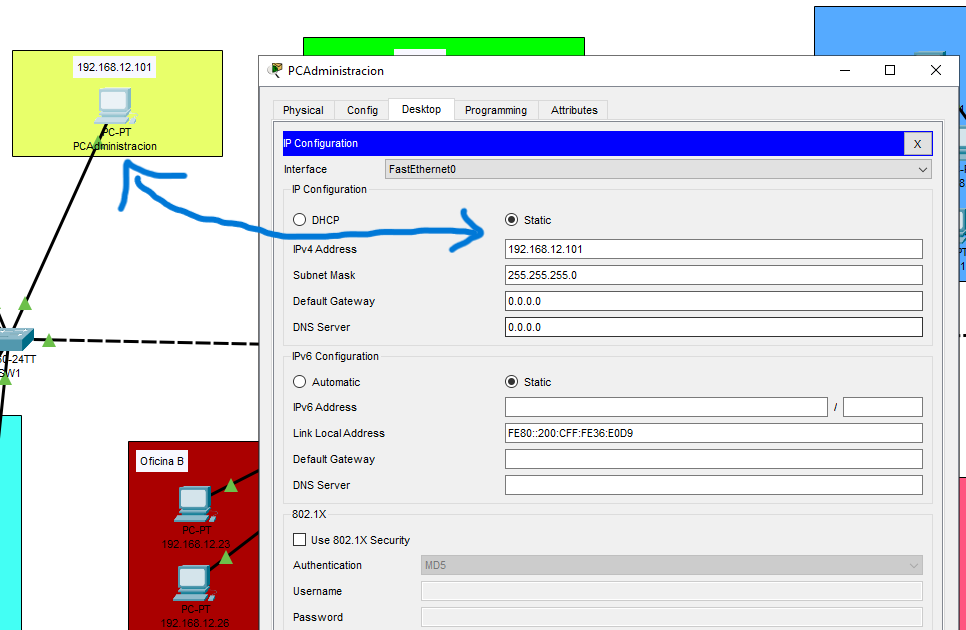 192.168.12.101
PC-PT
PCAdministracion
SW1
Oficina B
PC-PT
192.168.12.23
PC-PT
192.168.12.26
PCAdministracion
Physical Config Desktop Programming Attributes
IP Configuration X
Interface FastEthernet0
IP Configuration
DHCP Static
IPv4 Address 192.168.12.101
Subnet Mask 255.255.255.0
Default Gateway 0.0.0.0
DNS Server 0.0.0.0
IPv6 Configuration
Automatic Static
IPv6 Address /
Link Local Address FE80::200:CFF:FE36:E0D9
Default Gateway
DNS Server
802.1X
Use 802.1X Security
Authentication MD5
Username
Password